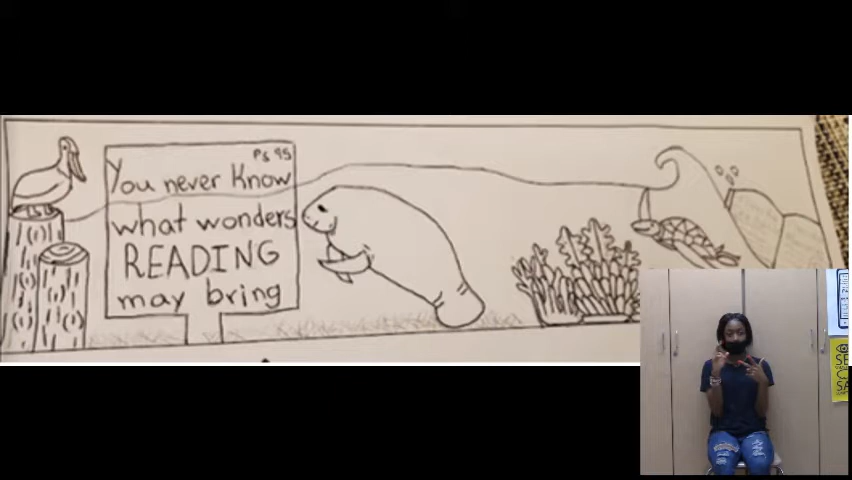 Ps 95
You never Know
what wonders
READING
may bring